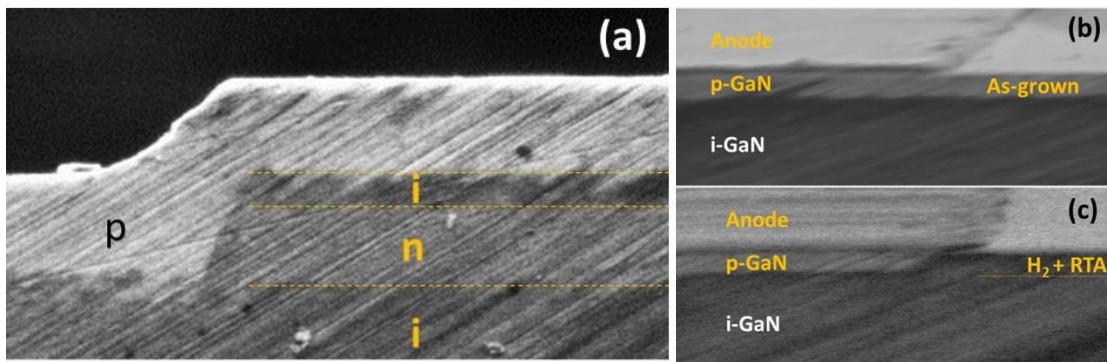 (a)
i
n
i
p
(b)
Anode
p-GaN
As-grown
i-GaN
(c)
Anode
p-GaN
H₂ + RTA
i-GaN